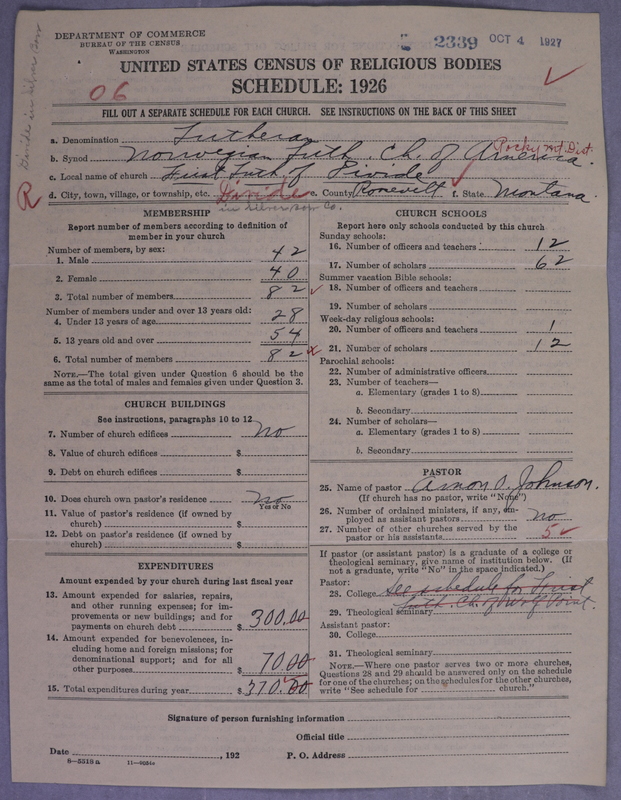 DEPARTMENT OF COMMERCE
BUREAU OF THE CENSUS
WASHINGTON
2339 OCT 4 1927
UNITED STATES CENSUS OF RELIGIOUS BODIES
SCHEDULE: 1926
06
FILL OUT A SEPARATE SCHEDULE FOR EACH CHURCH. SEE INSTRUCTIONS ON THE BACK OF THIS SHEET
a. Denomination Lutheran
Rocky Mt. Dist.
b. Synod Norwegian Luth. Ch. of America.
c. Local name of church First Luth. of Divide
R
d. City, town, village, or township, etc. Divide e. County Roosevelt f. State Montana.
in Silver Bow Co.
MEMBERSHIP
Report number of members according to definition of
member in your church
Number of members, by sex:
1. Male 42
2. Female 40
3. Total number of members 82
Number of members under and over 13 years old:
4. Under 13 years of age 28
5. 13 years old and over 54
6. Total number of members 82
NOTE.—The total given under Question 6 should be
same as the total of males and females given under Question 3.
CHURCH BUILDINGS
See instructions, paragraphs 10 to 12
7. Number of church edifices no
8. Value of church edifices $
9. Debt on church edifices $
10. Does church own pastor's residence no
Yes or No
11. Value of pastor's residence (if owned by
church) $
12. Debt on pastor's residence (if owned by
church) $
EXPENDITURES
Amount expended by your church during last fiscal year
13. Amount expended for salaries, repairs,
and other running expenses; for im-
provements or new buildings; and for
payments on church debt $ 300.00
14. Amount expended for benevolences, in-
cluding home and foreign missions; for
denominational support; and for all
other purposes $ 70.00
15. Total expenditures during year $ 370.00
CHURCH SCHOOLS
Report here only schools conducted by this church
Sunday schools:
16. Number of officers and teachers 12
17. Number of scholars 62
Summer vacation Bible schools:
18. Number of officers and teachers
19. Number of scholars
Week-day religious schools:
20. Number of officers and teachers 1
21. Number of scholars 12
Parochial schools:
22. Number of administrative officers
23. Number of teachers—
a. Elementary (grades 1 to 8)
b. Secondary
24. Number of scholars—
a. Elementary (grades 1 to 8)
b. Secondary
PASTOR
25. Name of pastor Amon O. Johnson.
(If church has no pastor, write "None")
26. Number of ordained ministers, if any, em-
ployed as assistant pastors no
27. Number of other churches served by the
pastor or his assistants 5
If pastor (or assistant pastor) is a graduate of a college or
theological seminary, give name of institution below. (If
not a graduate, write "No" in the space indicated.)
Pastor:
28. College See schedule for First
29. Theological seminary Luth. Ch. of Wolf Point.
Assistant pastor:
30. College
31. Theological seminary
NOTE.—Where one pastor serves two or more churches,
Questions 28 and 29 should be answered only on the schedule
for one of the churches; on the schedules for the other churches,
write "See schedule for church."
Signature of person furnishing information
Official title
Date , 192 P. O. Address
8—5518 a